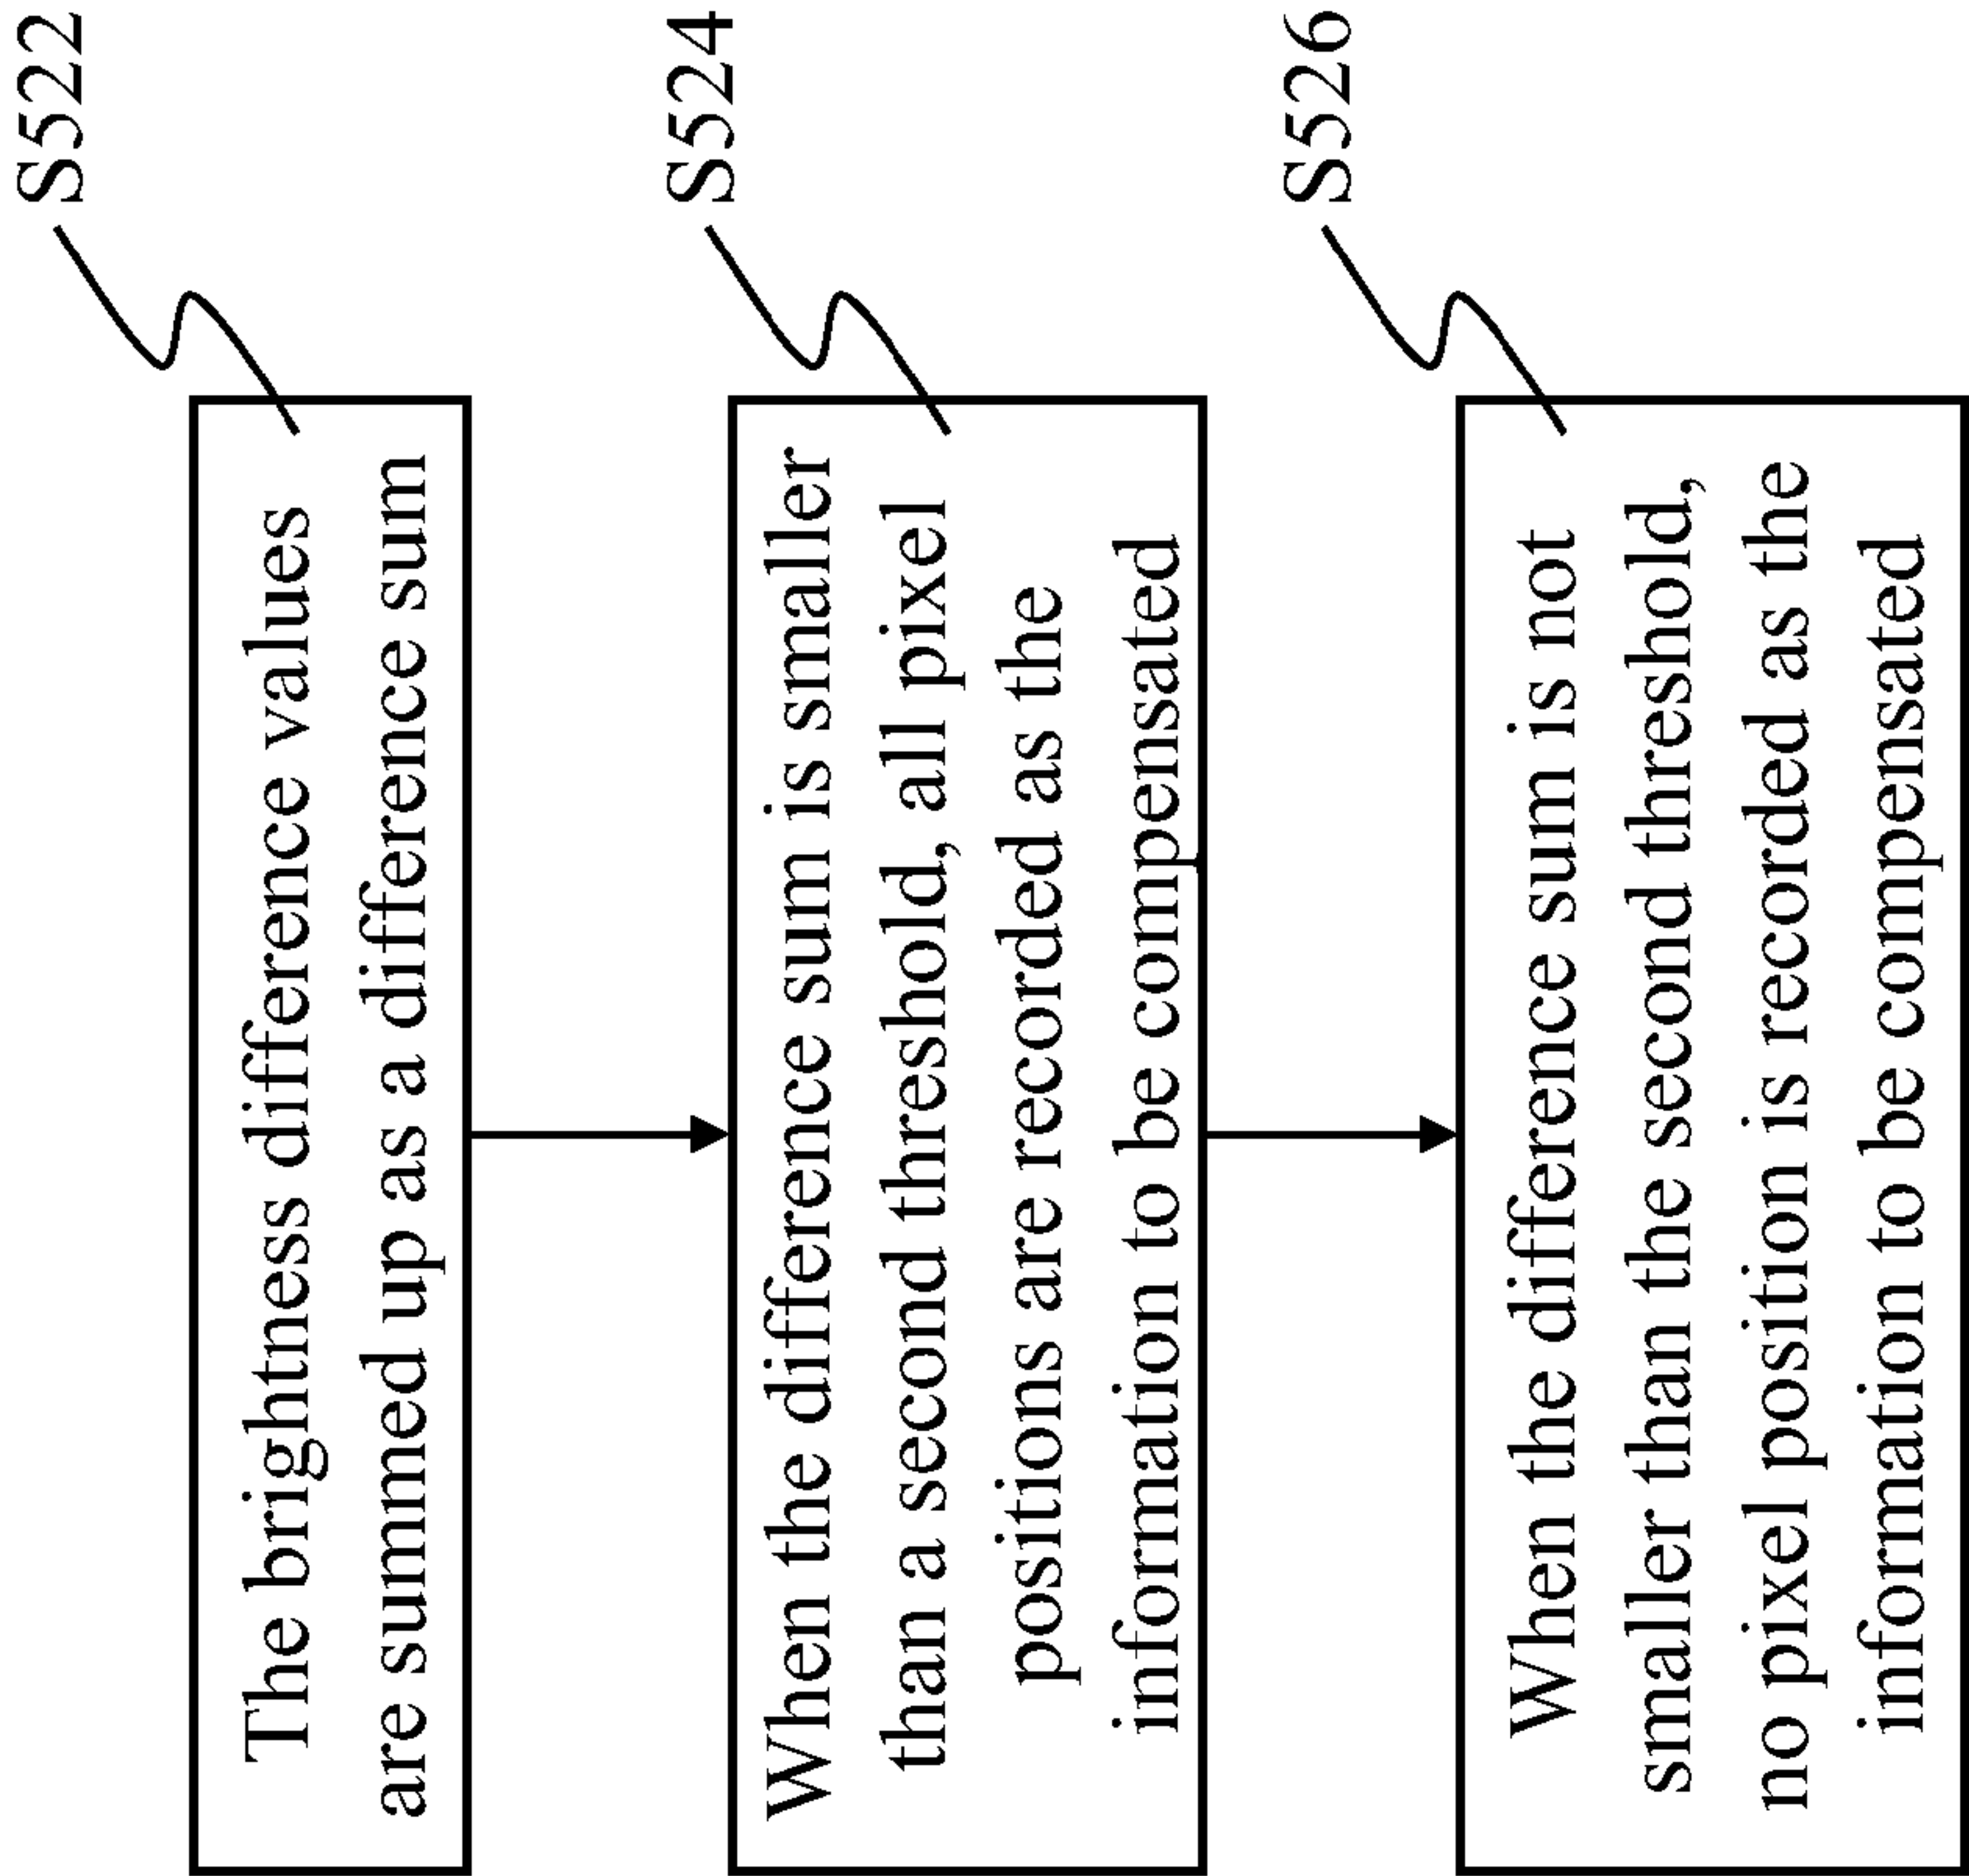 S522
The brightness difference values
are summed up as a difference sum
S524
When the difference sum is smaller
than a second threshold, all pixel
positions are recorded as the
information to be compensated
S526
When the difference sum is not
smaller than the second threshold,
no pixel position is recorded as the
information to be compensated